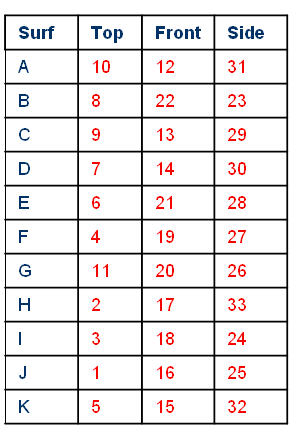 Surf Top Front Side
A 10 12 31
B 8 22 23
C 9 13 29
D 7 14 30
E 6 21 28
F 4 19 27
G 11 20 26
H 2 17 33
I 3 18 24
J 1 16 25
K 5 15 32